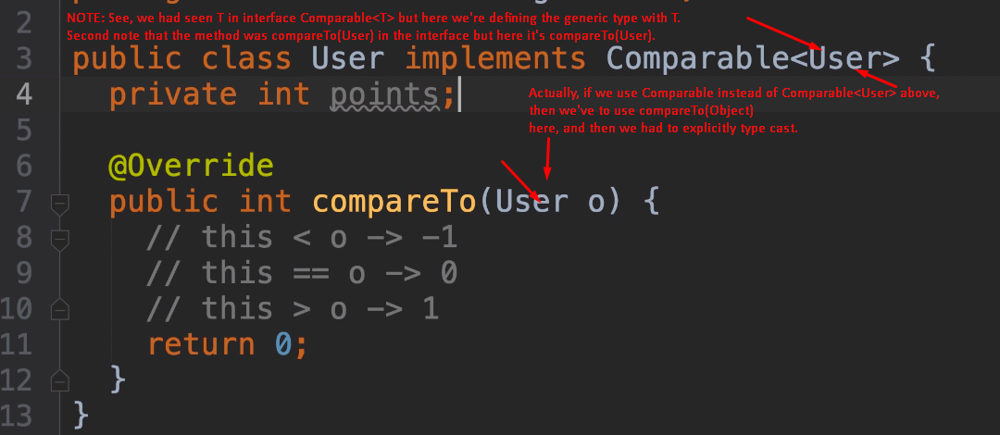 2 NOTE: See, we had seen T in interface Comparable<T> but here we're defining the generic type with T.
Second note that the method was compareTo(User) in the interface but here it's compareTo(User).
3 public class User implements Comparable<User> {
4 private int points;
Actually, if we use Comparable instead of Comparable<User> above,
then we've to use compareTo(Object)
5 here, and then we had to explicitly type cast.
6 @Override
7 public int compareTo(User o) {
8 // this < o -> -1
9 // this == o -> 0
10 // this > o -> 1
11 return 0;
12 }
13 }